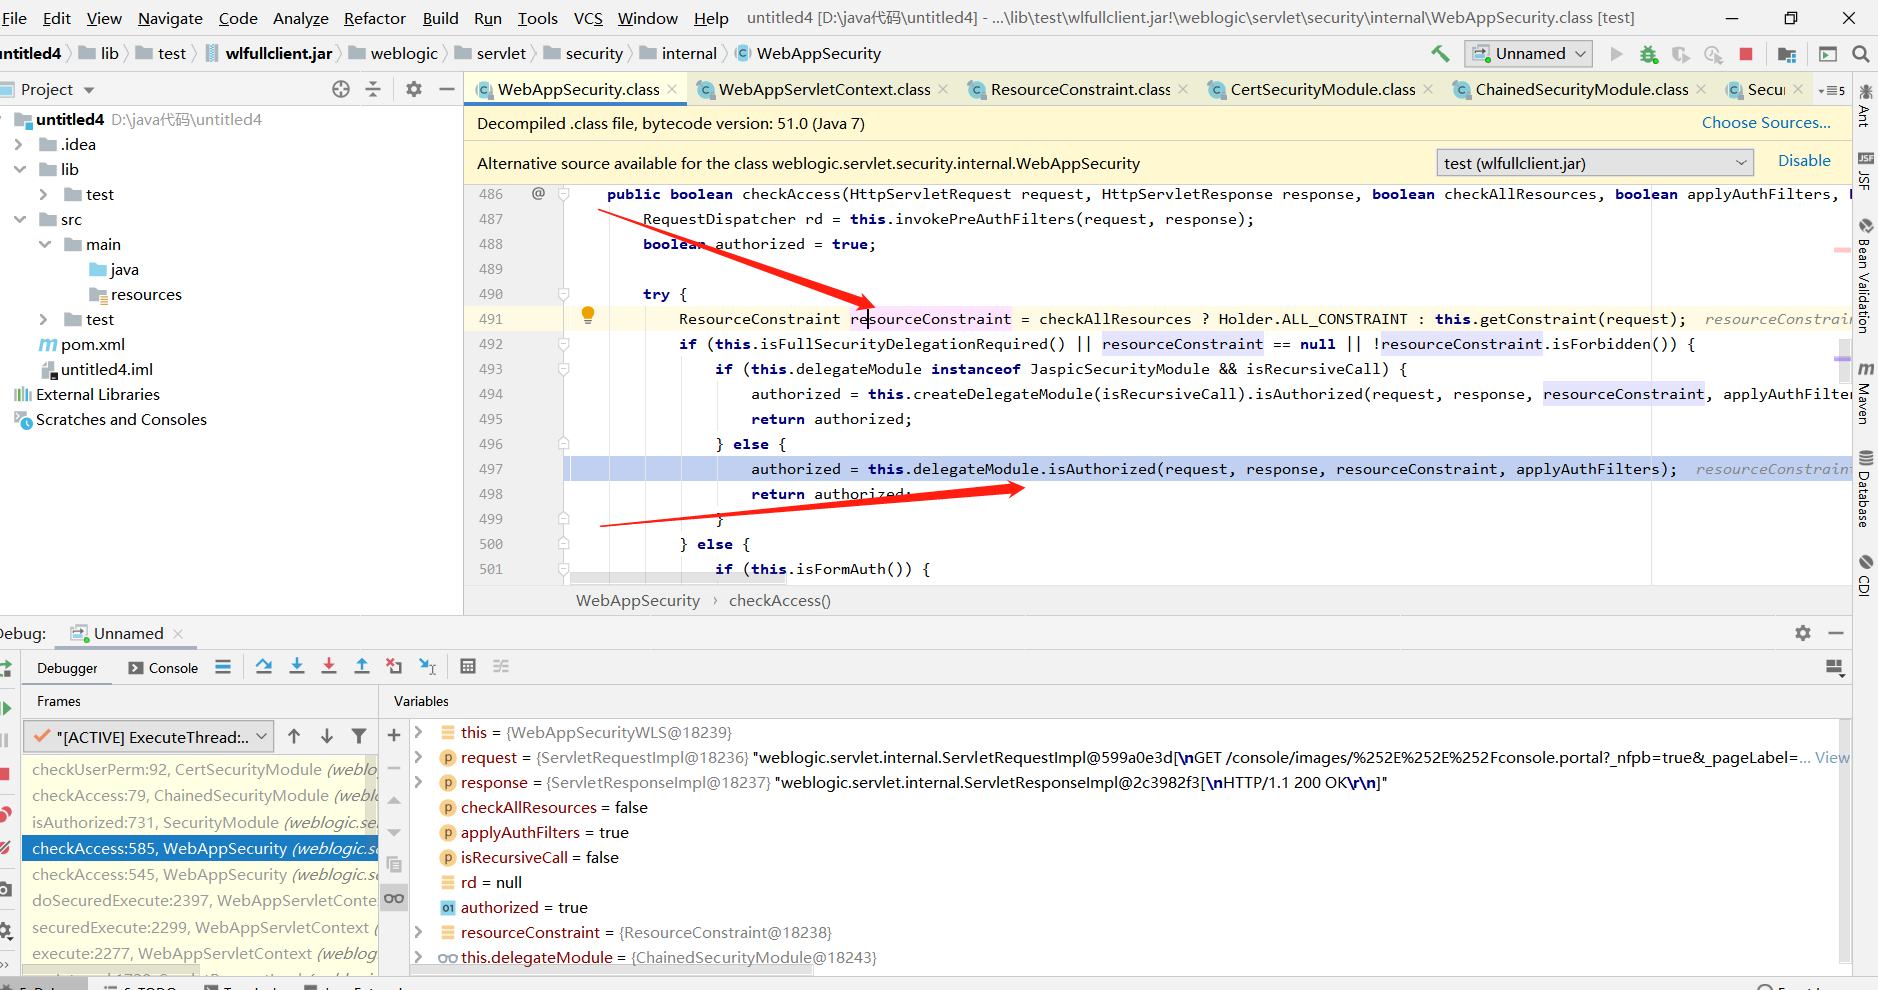 File Edit View Navigate Code Analyze Refactor Build Run Tools VCS Window Help untitled4 [D:\java代码\untitled4] - ...\lib\test\wlfullclient.jar!\weblogic\servlet\security\internal\WebAppSecurity.class [test]
untitled4 lib test wlfullclient.jar weblogic servlet security internal WebAppSecurity Unnamed
Project
WebAppSecurity.class WebAppServletContext.class ResourceConstraint.class CertSecurityModule.class ChainedSecurityModule.class Secur 5
untitled4 D:\java代码\untitled4
.idea
lib
test
src
main
java
resources
test
pom.xml
untitled4.iml
External Libraries
Scratches and Consoles
Decompiled .class file, bytecode version: 51.0 (Java 7) Choose Sources...
Alternative source available for the class weblogic.servlet.security.internal.WebAppSecurity test (wlfullclient.jar) Disable
486 @ public boolean checkAccess(HttpServletRequest request, HttpServletResponse response, boolean checkAllResources, boolean applyAuthFilters,
487 RequestDispatcher rd = this.invokePreAuthFilters(request, response);
488 boolean authorized = true;
489
490 try {
491 ResourceConstraint resourceConstraint = checkAllResources ? Holder.ALL_CONSTRAINT : this.getConstraint(request); resourceConstrai
492 if (this.isFullSecurityDelegationRequired() || resourceConstraint == null || !resourceConstraint.isForbidden()) {
493 if (this.delegateModule instanceof JaspicSecurityModule && isRecursiveCall) {
494 authorized = this.createDelegateModule(isRecursiveCall).isAuthorized(request, response, resourceConstraint, applyAuthFilter
495 return authorized;
496 } else {
497 authorized = this.delegateModule.isAuthorized(request, response, resourceConstraint, applyAuthFilters); resourceConstraint
498 return authorized;
499 }
500 } else {
501 if (this.isFormAuth()) {
WebAppSecurity › checkAccess()
Ant
JSF
JSF
Bean Validation
m Maven
Database
CDI
Debug: Unnamed
Debugger Console
Frames
Variables
"[ACTIVE] ExecuteThread:..
checkUserPerm:92, CertSecurityModule (weblo
checkAccess:79, ChainedSecurityModule (webl
isAuthorized:731, SecurityModule (weblogic.se
checkAccess:585, WebAppSecurity (weblogic.s
checkAccess:545, WebAppSecurity (weblogic.s
doSecuredExecute:2397, WebAppServletConte
securedExecute:2299, WebAppServletContext (
execute:2277, WebAppServletContext (weblog
this = {WebAppSecurityWLS@18239}
request = {ServletRequestImpl@18236} "weblogic.servlet.internal.ServletRequestImpl@599a0e3d[\nGET /console/images/%252E%252E%252Fconsole.portal?_nfpb=true&_pageLabel=... View
response = {ServletResponseImpl@18237} "weblogic.servlet.internal.ServletResponseImpl@2c3982f3[\nHTTP/1.1 200 OK\r\n]"
checkAllResources = false
applyAuthFilters = true
isRecursiveCall = false
rd = null
authorized = true
resourceConstraint = {ResourceConstraint@18238}
this.delegateModule = {ChainedSecurityModule@18243}